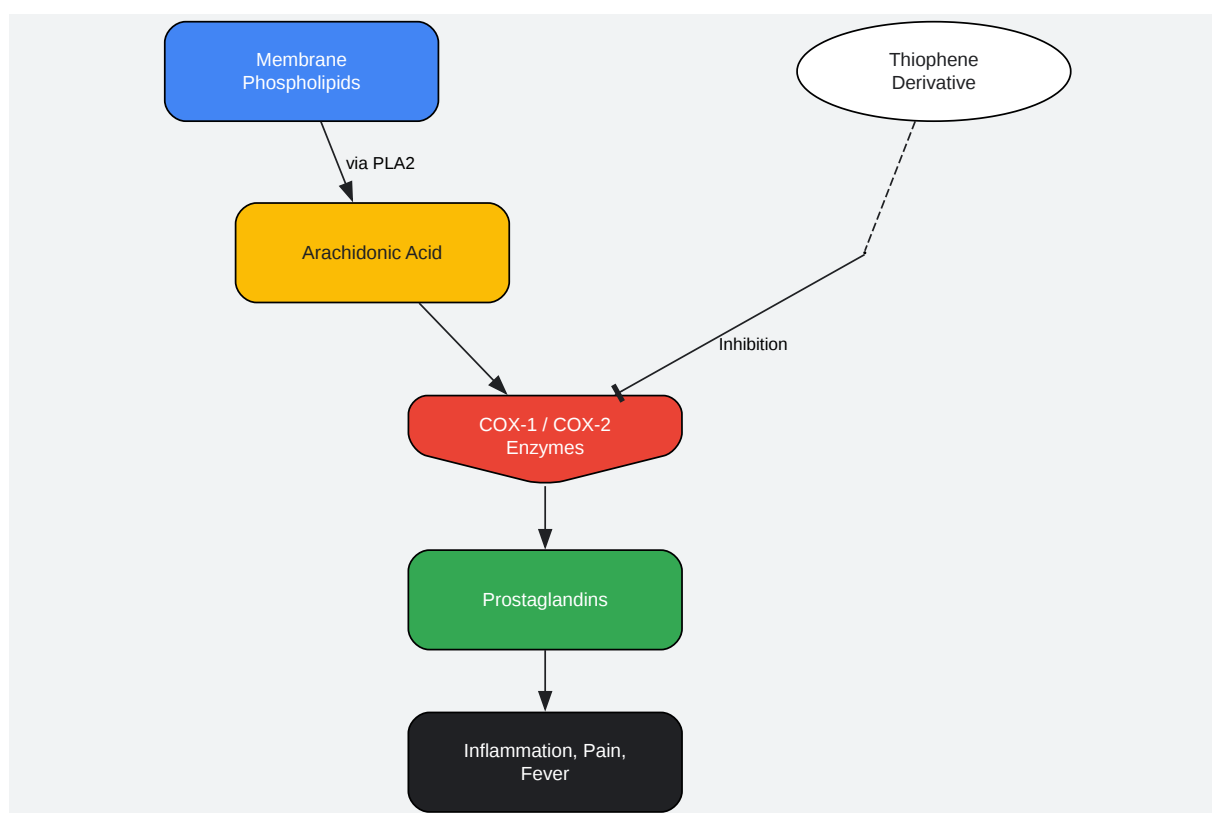 Membrane
Phospholipids
Thiophene
Derivative
via PLA2
Arachidonic Acid
Inhibition
COX-1 / COX-2
Enzymes
Prostaglandins
Inflammation, Pain,
Fever